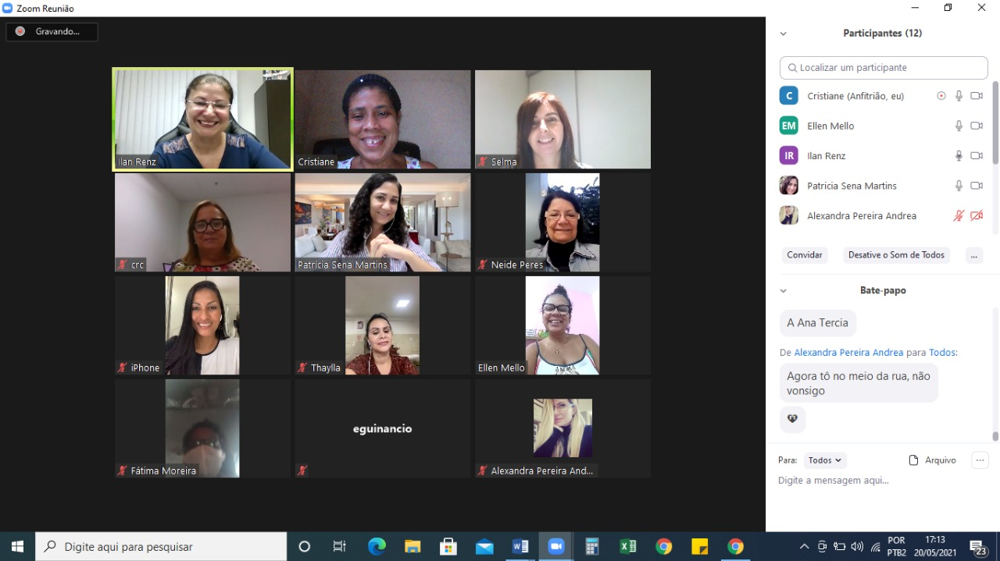 Zoom Reunião
Gravando...
Ilan Renz
Cristiane
Selma
crc
Patricia Sena Martins
Neide Peres
iPhone
Thaylla
Ellen Mello
Fátima Moreira
eguinancio
Alexandra Pereira And...
Participantes (12)
Localizar um participante
C Cristiane (Anfitrião, eu)
EM Ellen Mello
IR Ilan Renz
Patricia Sena Martins
Alexandra Pereira Andrea
Convidar Desative o Som de Todos ...
Bate-papo
A Ana Tercia
De Alexandra Pereira Andrea para Todos:
Agora tô no meio da rua, não
vonsigo
Para: Todos Arquivo ...
Digite a mensagem aqui...
Digite aqui para pesquisar
POR
PTB2
17:13
20/05/2021
23